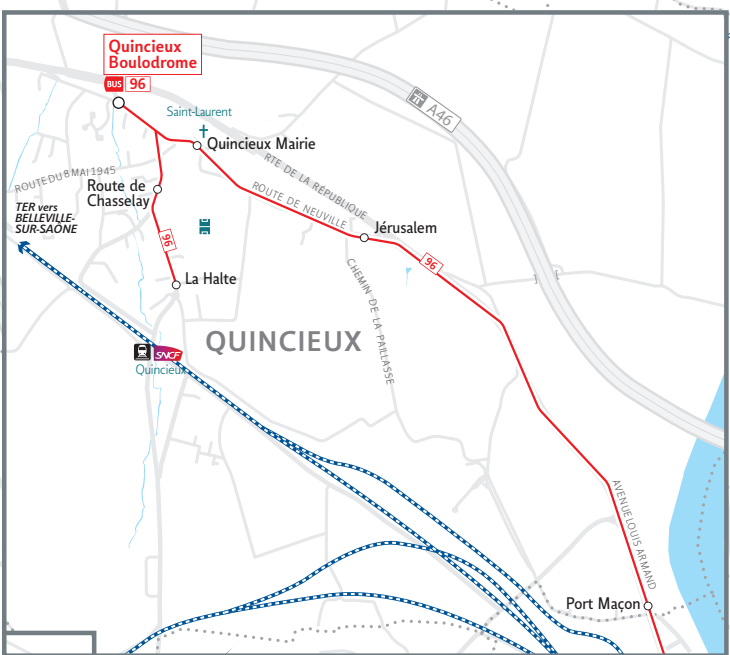 Quincieux
Boulodrome
BUS 96
A46
Saint-Laurent
Quincieux Mairie
RTE DE LA RÉPUBLIQUE
ROUTE DU 8 MAI 1945
Route de
Chasselay
ROUTE DE NEUVILLE
TER vers
BELLEVILLE-
SUR-SAÔNE
Jérusalem
96
96
La Halte
CHEMIN DE LA PAILLASSE
QUINCIEUX
SNCF
Quincieux
AVENUE LOUIS ARMAND
Port Maçon